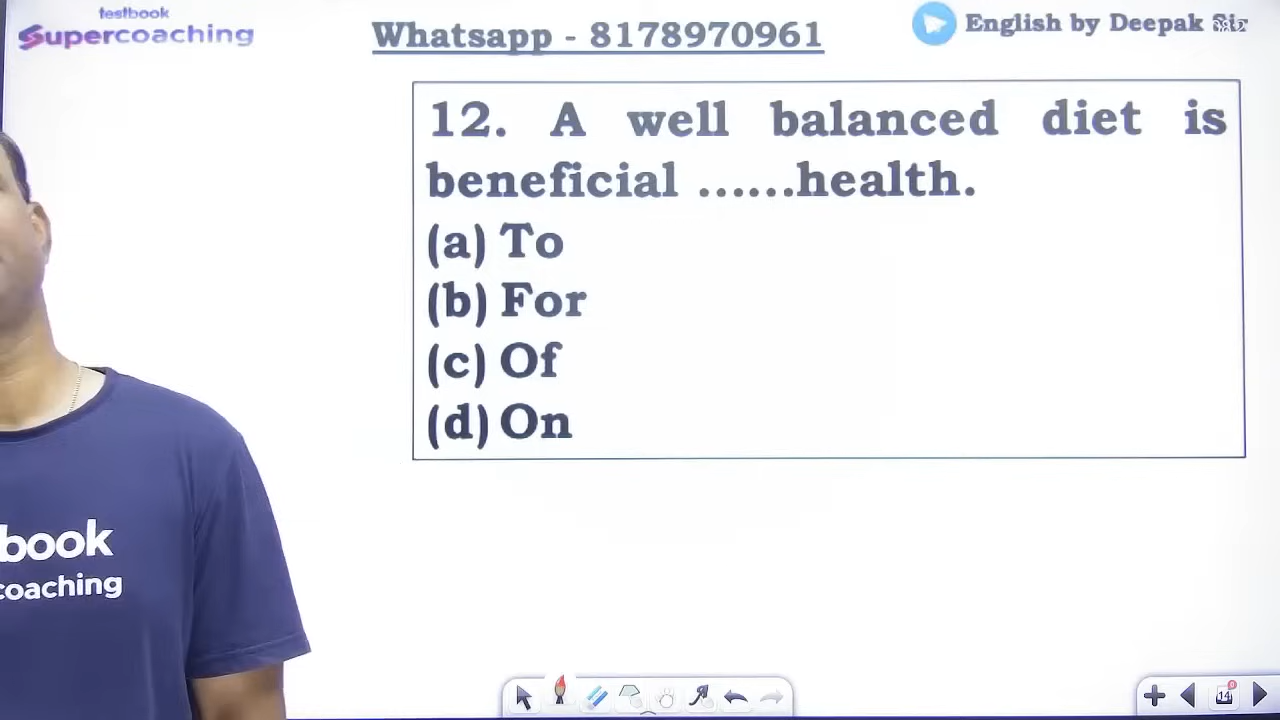 testbook
Supercoaching
Whatsapp - 8178970961
English by Deepak Sir
12. A well balanced diet is
beneficial ......health.
(a) To
(b) For
(c) Of
(d) On
book
coaching
14